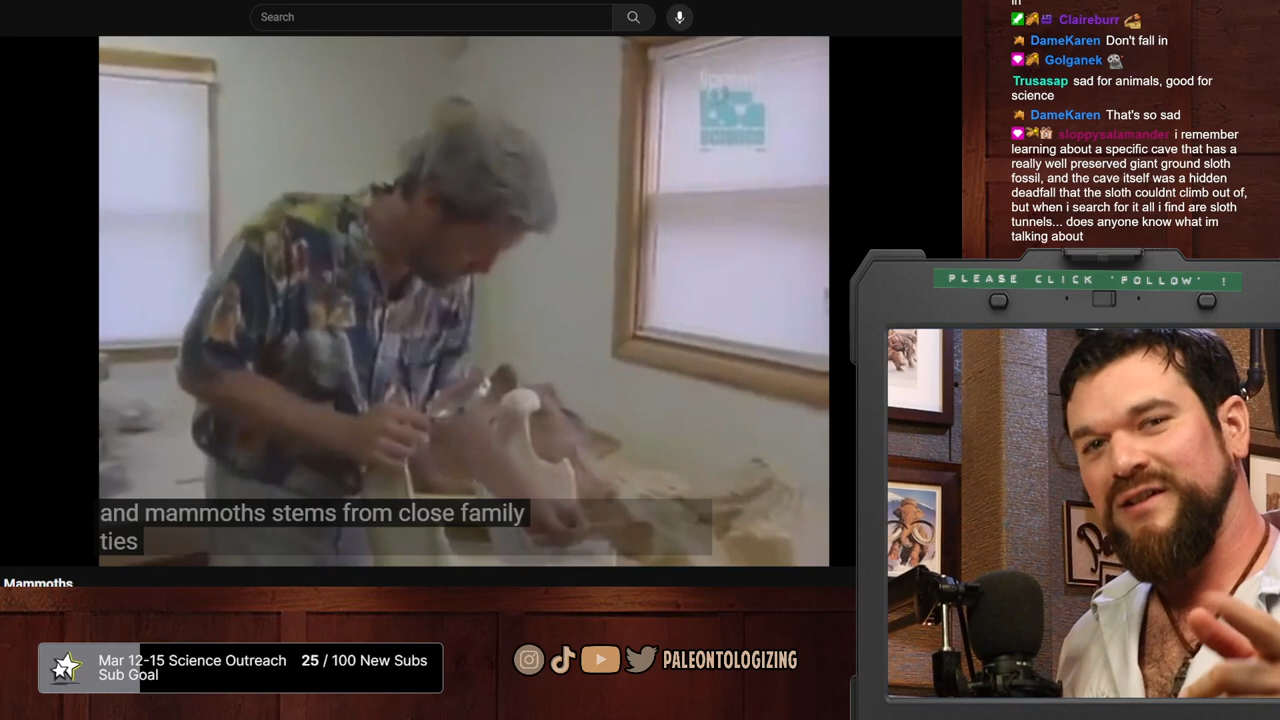 Search
in
Claireburr
DameKaren Don't fall in
Golganek
Trusasap sad for animals, good for
science
DameKaren That's so sad
sloppysalamander i remember
learning about a specific cave that has a
really well preserved giant ground sloth
fossil, and the cave itself was a hidden
deadfall that the sloth couldnt climb out of,
but when i search for it all i find are sloth
tunnels... does anyone know what im
talking about
PLEASE CLICK 'FOLLOW' !
and mammoths stems from close family
ties
Mammoths
Mar 12-15 Science Outreach 25 / 100 New Subs
Sub Goal
PALEONTOLOGIZING